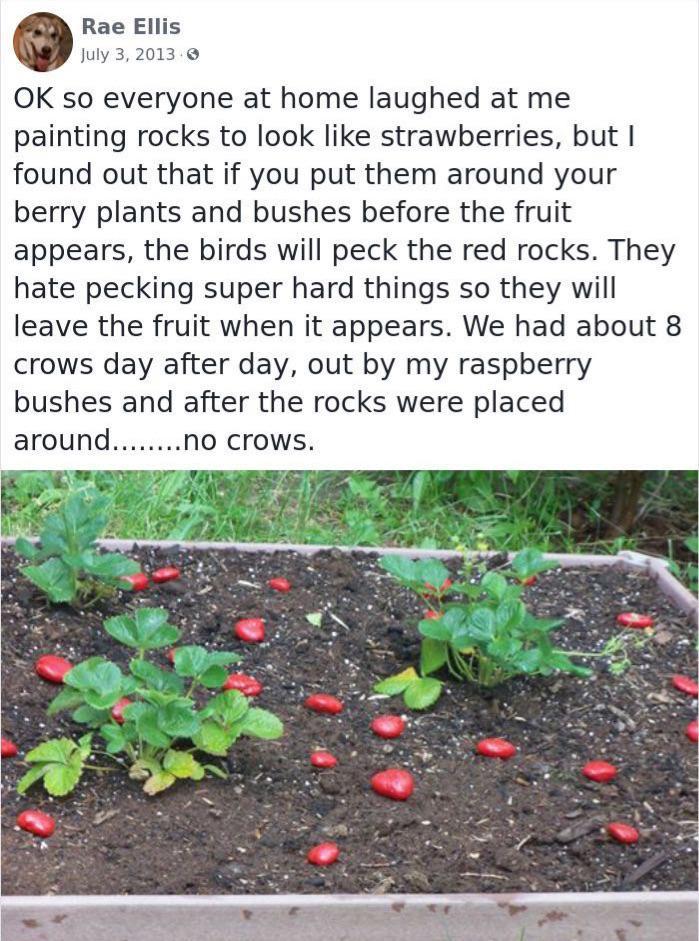 Rae Ellis
July 3, 2013 ·
OK so everyone at home laughed at me
painting rocks to look like strawberries, but I
found out that if you put them around your
berry plants and bushes before the fruit
appears, the birds will peck the red rocks. They
hate pecking super hard things so they will
leave the fruit when it appears. We had about 8
crows day after day, out by my raspberry
bushes and after the rocks were placed
around........no crows.